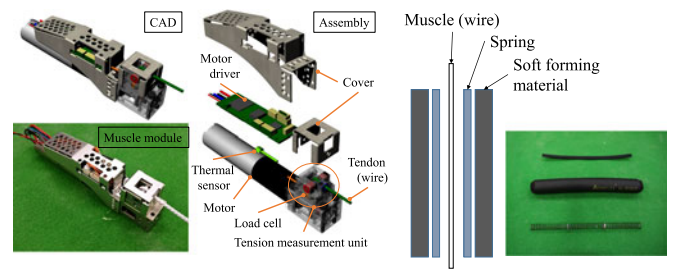 CAD
Assembly
Motor
driver
Cover
Muscle module
Thermal
sensor
Motor
Load cell
Tension measurement unit
Tendon
(wire)
Muscle (wire)
Spring
Soft forming
material